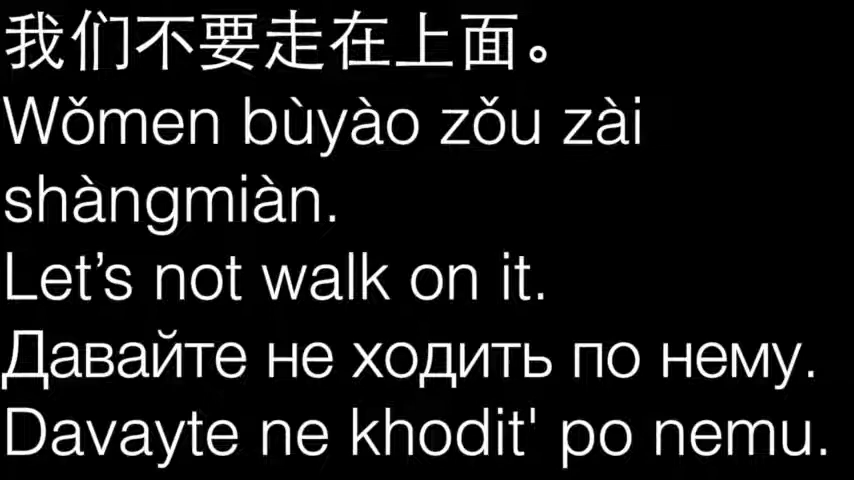 我们不要走在上面。
Wǒmen bùyào zǒu zài
shàngmiàn.
Let’s not walk on it.
Давайте не ходить по нему.
Davayte ne khodit' po nemu.